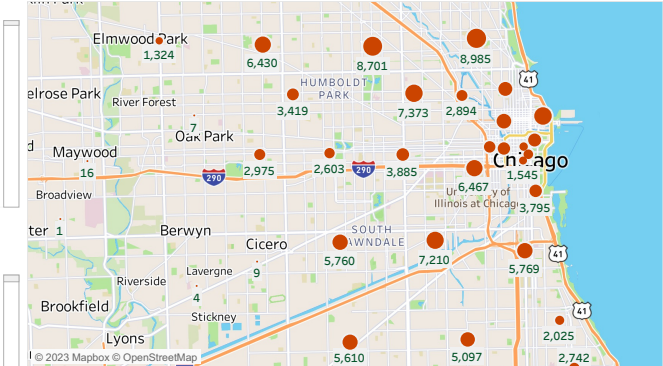 Elmwood Park
1,324
6,430
8,701
8,985
41
elrose Park
River Forest
HUMBOLDT
PARK
3,419
7,373
2,894
7
Oak Park
Maywood
16
290
2,975
2,603
290
3,885
Chicago
1,545
6,467
Broadview
Ur y of
Illinois at Chicago
3,795
ter
1
Berwyn
Cicero
SOUTH
AWNDALE
5,760
7,210
5,769
41
Lavergne
9
Riverside
4
Brookfield
Stickney
41
2,025
Lyons
5,610
5,097
2,742
© 2023 Mapbox © OpenStreetMap